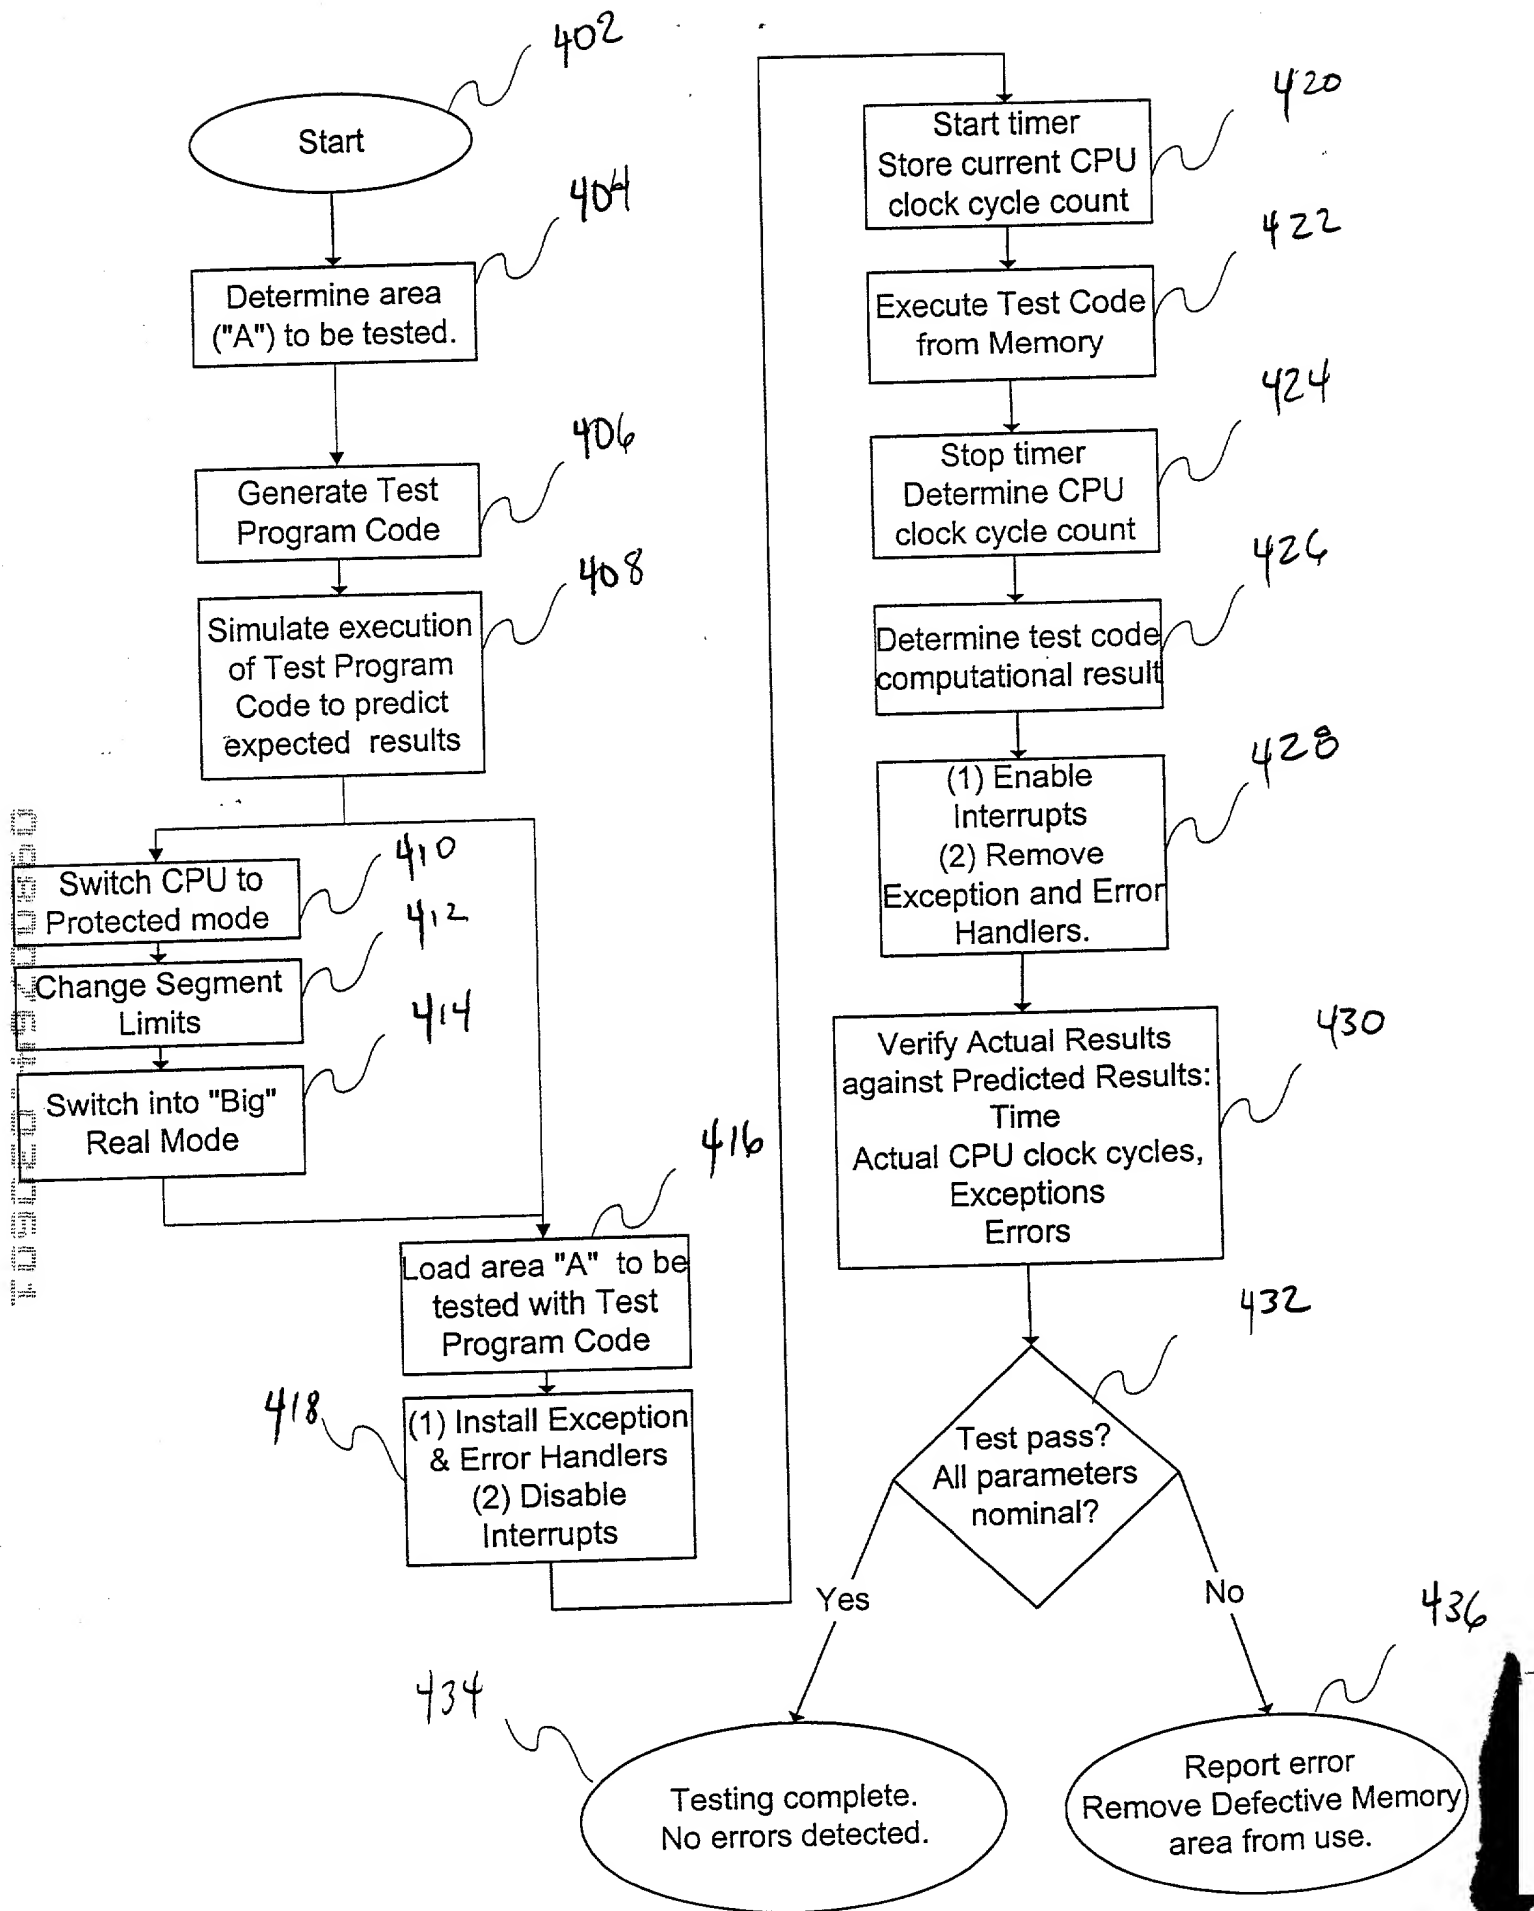 402
Start
404
Determine area
("A") to be tested.
406
Generate Test
Program Code
408
Simulate execution
of Test Program
Code to predict
expected results
410
Switch CPU to
Protected mode
412
Change Segment
Limits
414
Switch into "Big"
Real Mode
416
Load area "A" to be
tested with Test
Program Code
418
(1) Install Exception
& Error Handlers
(2) Disable
Interrupts
420
Start timer
Store current CPU
clock cycle count
422
Execute Test Code
from Memory
424
Stop timer
Determine CPU
clock cycle count
426
Determine test code
computational result
428
(1) Enable
Interrupts
(2) Remove
Exception and Error
Handlers.
430
Verify Actual Results
against Predicted Results:
Time
Actual CPU clock cycles,
Exceptions
Errors
432
Test pass?
All parameters
nominal?
Yes
No
434
Testing complete.
No errors detected.
436
Report error
Remove Defective Memory
area from use.